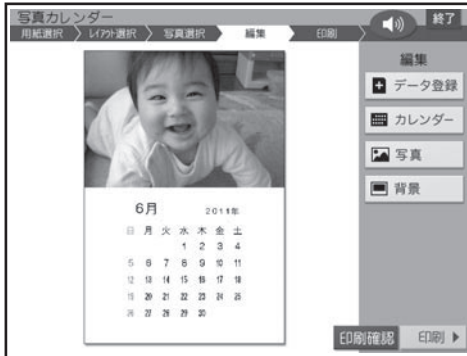 写真カレンダー
終了
用紙選択 レイアウト選択 写真選択 編集 印刷
編集
データ登録
カレンダー
写真
背景
6月 2011年
日 月 火 水 木 金 土
1 2 3 4
5 6 7 8 9 10 11
12 13 14 15 16 17 18
19 20 21 22 23 24 25
26 27 28 29 30
印刷確認 印刷